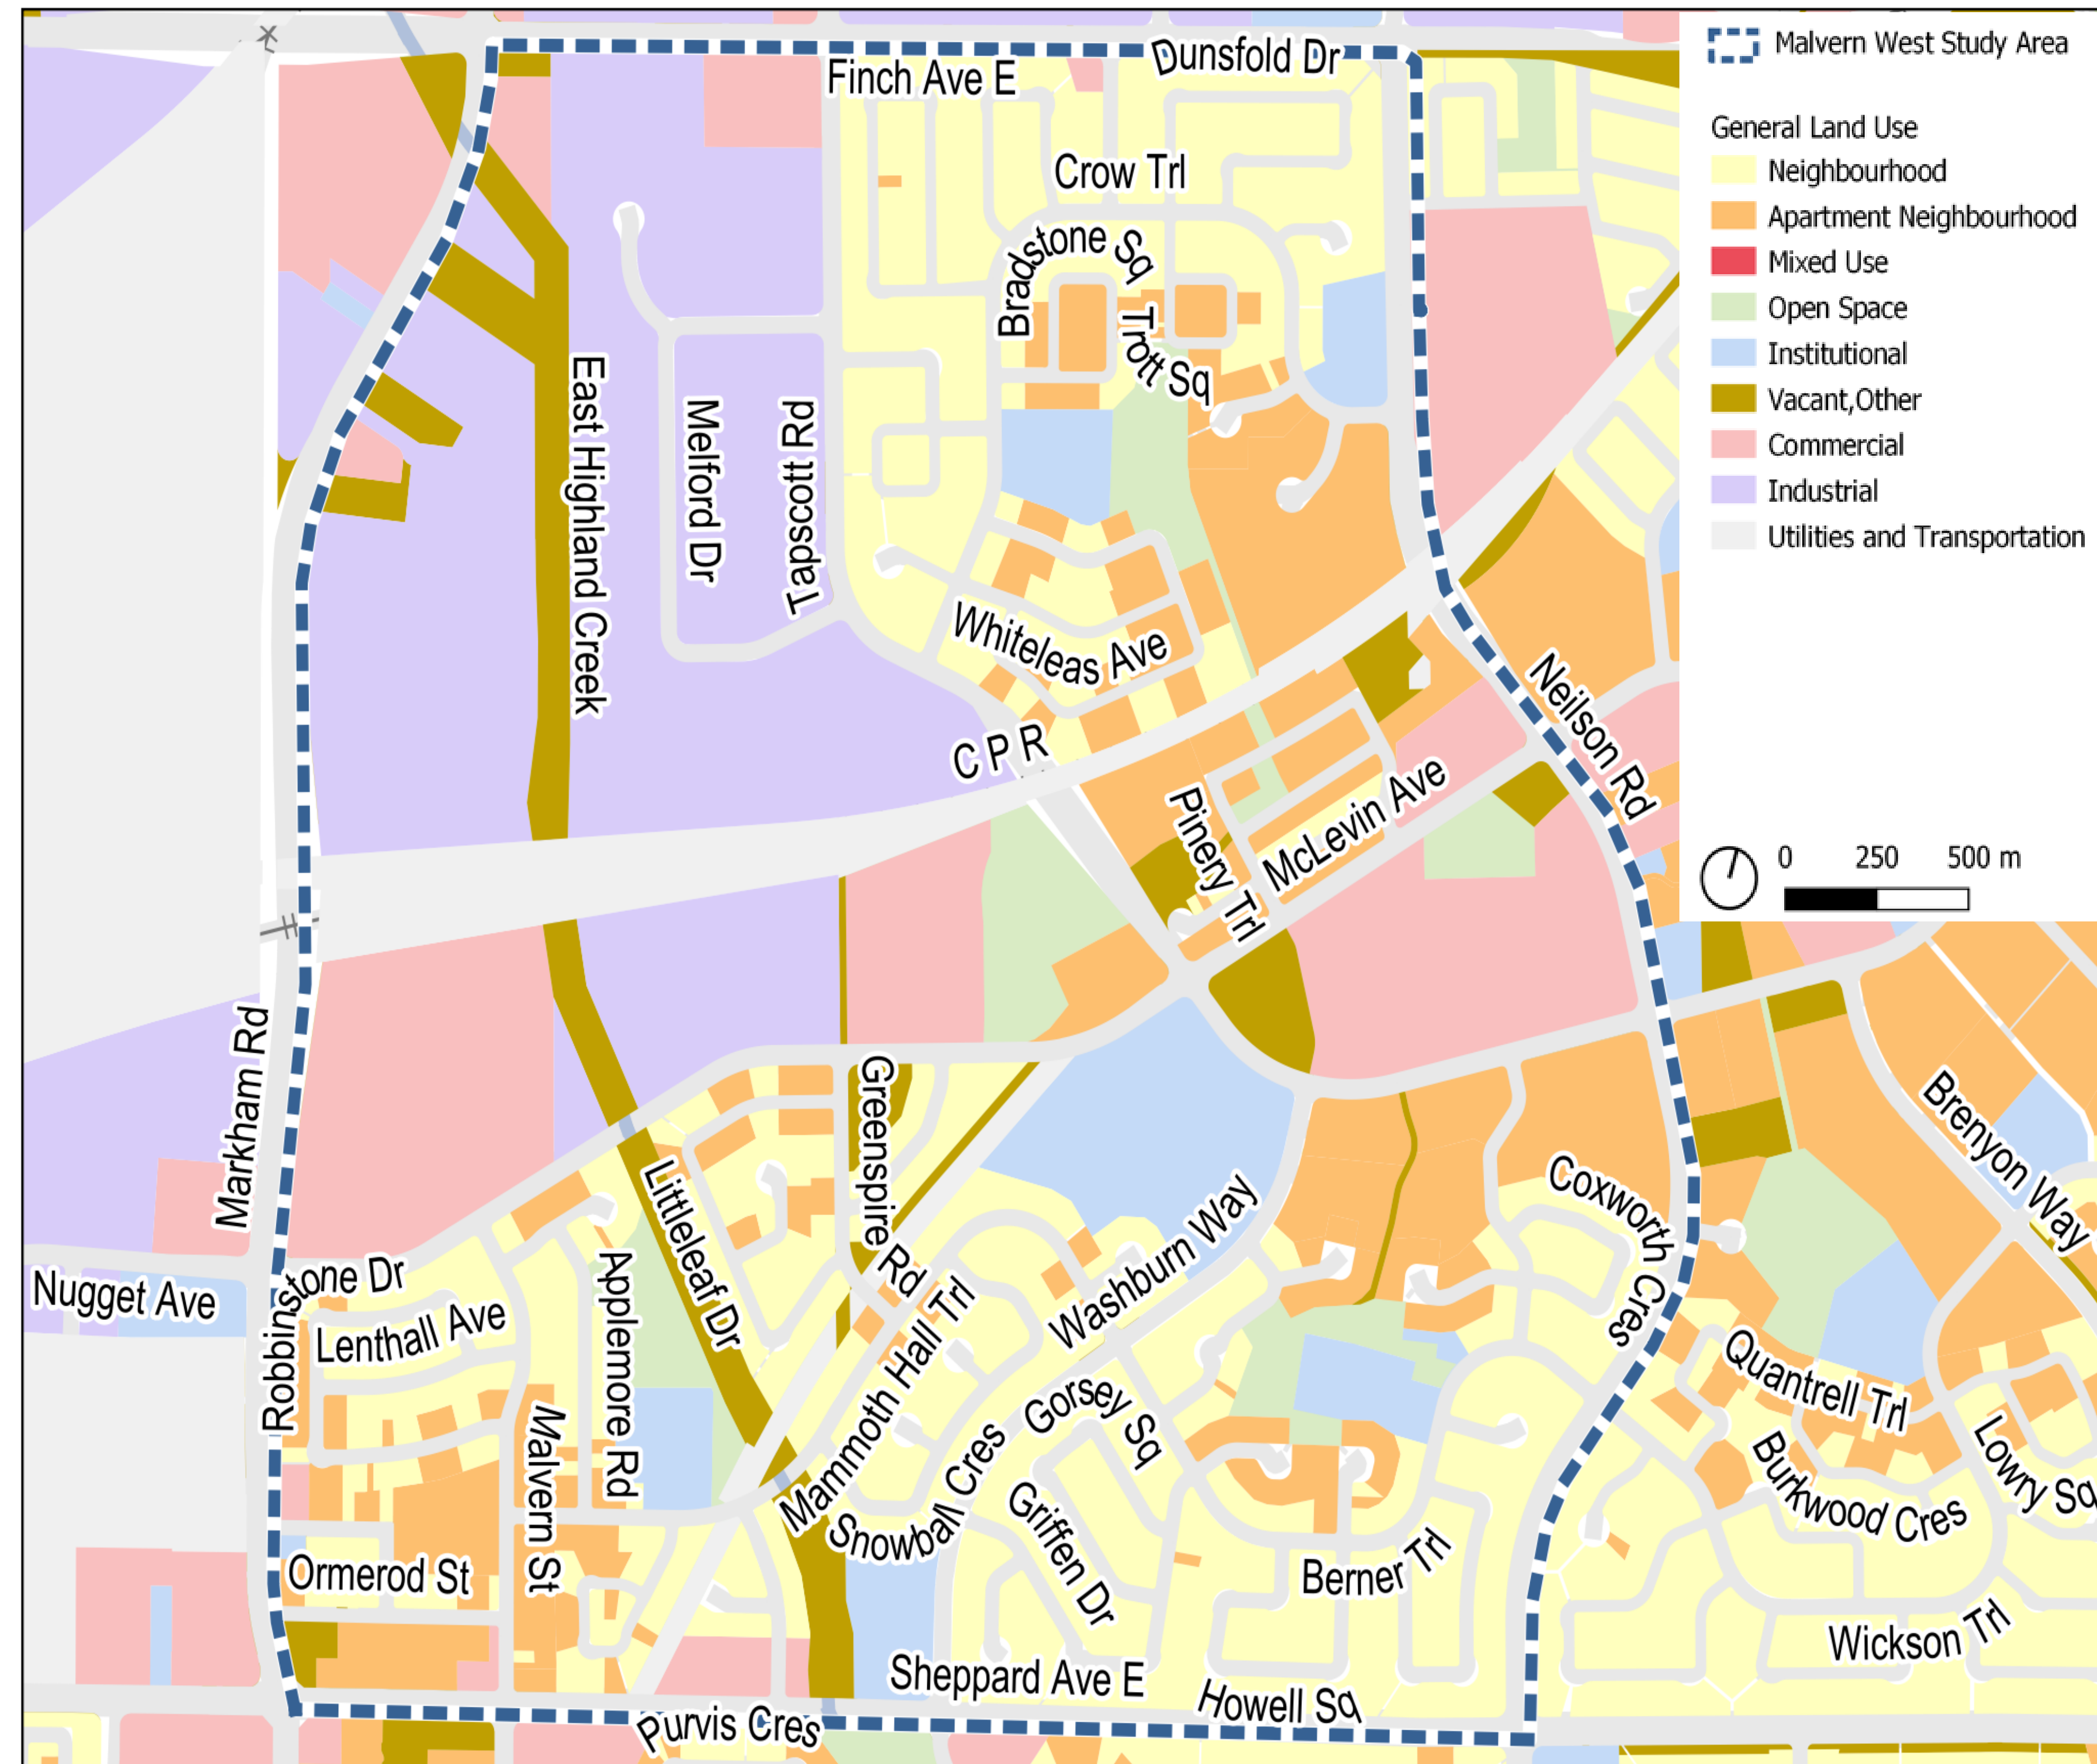 Malvern West Study Area
General Land Use
Neighbourhood
Apartment Neighbourhood
Mixed Use
Open Space
Institutional
Vacant,Other
Commercial
Industrial
Utilities and Transportation
0 250 500 m
Finch Ave E
Dunsfold Dr
Crow Trl
Bradstone Sq
Trott Sq
East Highland Creek
Melford Dr
Tapscott Rd
Whiteleas Ave
C P R
Neilson Rd
Pinery Trl
McLevin Ave
Markham Rd
Greenspire Rd
Brenyon Way
Coxworth Cres
Littleleaf Dr
Washburn Way
Nugget Ave
Robbinstone Dr
Lenthall Ave
Applemore Rd
Mammoth Hall Trl
Quantrell Trl
Malvern St
Gorsey Sq
Snowball Cres
Griffen Dr
Burkwood Cres
Lowry Sq
Ormerod St
Berner Trl
Wickson Trl
Sheppard Ave E
Howell Sq
Purvis Cres